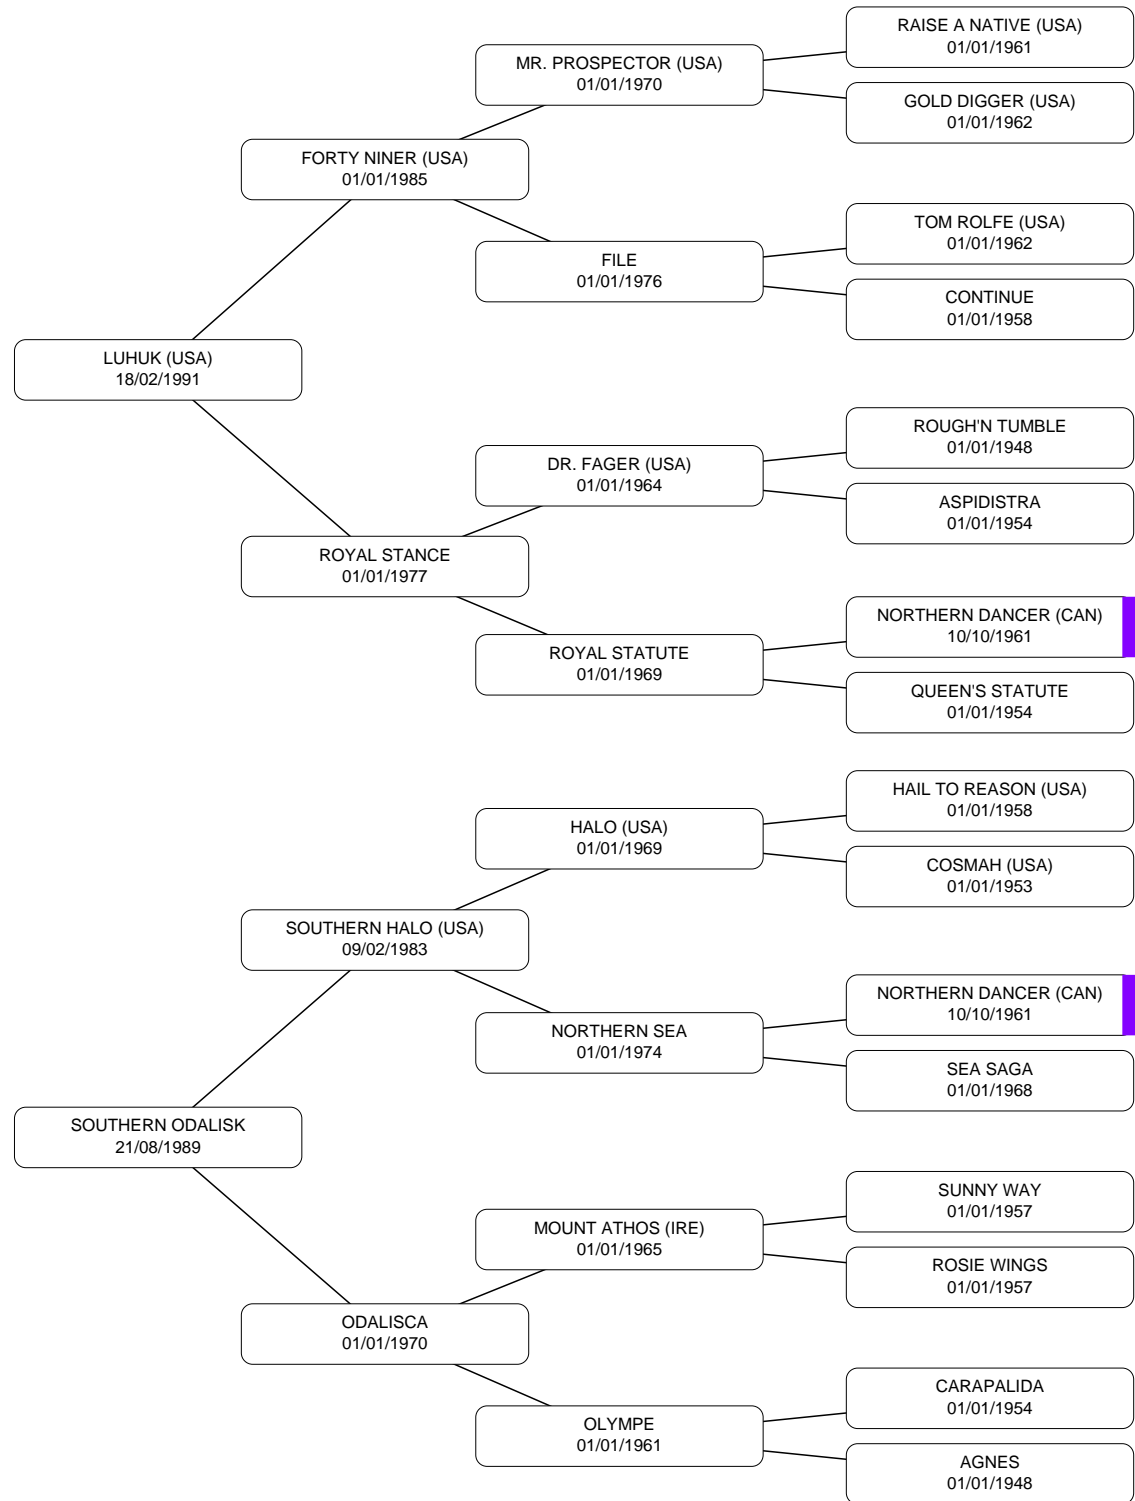 RAISE A NATIVE (USA)
01/01/1961
MR. PROSPECTOR (USA)
01/01/1970
GOLD DIGGER (USA)
01/01/1962
FORTY NINER (USA)
01/01/1985
TOM ROLFE (USA)
01/01/1962
FILE
01/01/1976
CONTINUE
01/01/1958
LUHUK (USA)
18/02/1991
ROUGH'N TUMBLE
01/01/1948
DR. FAGER (USA)
01/01/1964
ASPIDISTRA
01/01/1954
ROYAL STANCE
01/01/1977
NORTHERN DANCER (CAN)
10/10/1961
ROYAL STATUTE
01/01/1969
QUEEN'S STATUTE
01/01/1954
HAIL TO REASON (USA)
01/01/1958
HALO (USA)
01/01/1969
COSMAH (USA)
01/01/1953
SOUTHERN HALO (USA)
09/02/1983
NORTHERN DANCER (CAN)
10/10/1961
NORTHERN SEA
01/01/1974
SEA SAGA
01/01/1968
SOUTHERN ODALISK
21/08/1989
SUNNY WAY
01/01/1957
MOUNT ATHOS (IRE)
01/01/1965
ROSIE WINGS
01/01/1957
ODALISCA
01/01/1970
CARAPALIDA
01/01/1954
OLYMPE
01/01/1961
AGNES
01/01/1948